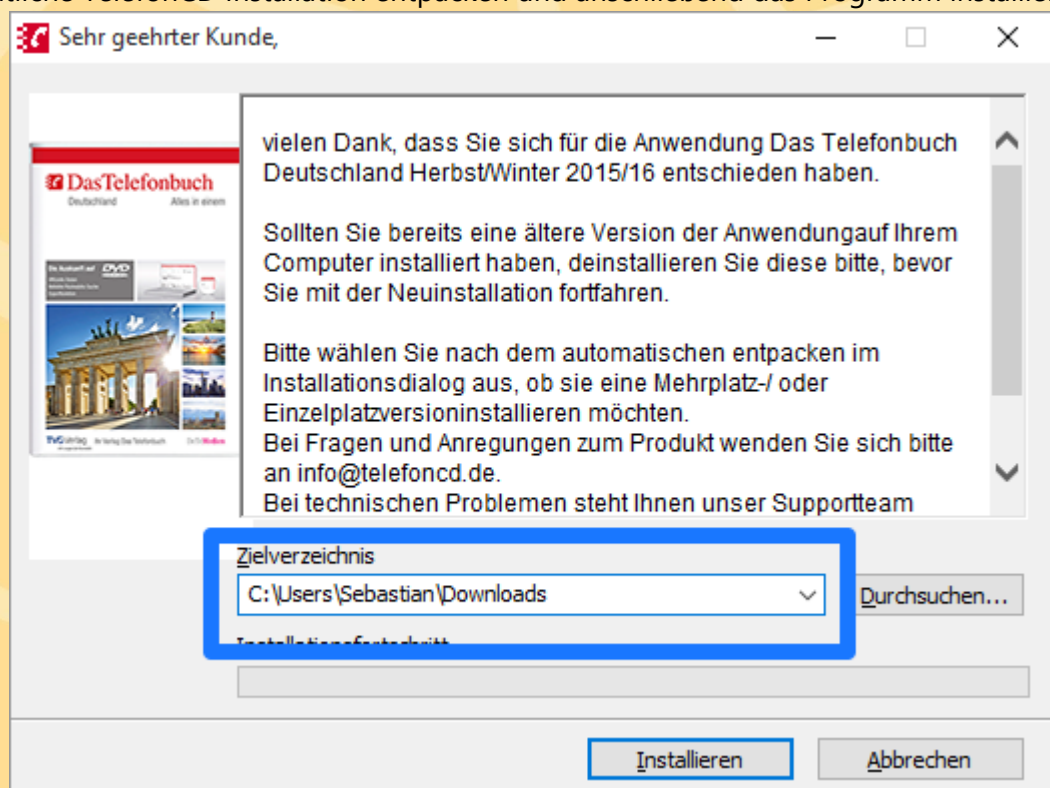 Sehr geehrter Kunde,
vielen Dank, dass Sie sich für die Anwendung Das Telefonbuch
Deutschland Herbst/Winter 2015/16 entschieden haben.
Sollten Sie bereits eine ältere Version der Anwendungauf Ihrem
Computer installiert haben, deinstallieren Sie diese bitte, bevor
Sie mit der Neuinstallation fortfahren.
Bitte wählen Sie nach dem automatischen entpacken im
Installationsdialog aus, ob sie eine Mehrplatz-/ oder
Einzelplatzversioninstallieren möchten.
Bei Fragen und Anregungen zum Produkt wenden Sie sich bitte
an info@telefoncd.de.
Bei technischen Problemen steht Ihnen unser Supportteam
DasTelefonbuch
Deutschland Alles in einem
DVD
TVG Verlag
Zielverzeichnis
C:\Users\Sebastian\Downloads
Durchsuchen...
Installieren
Abbrechen